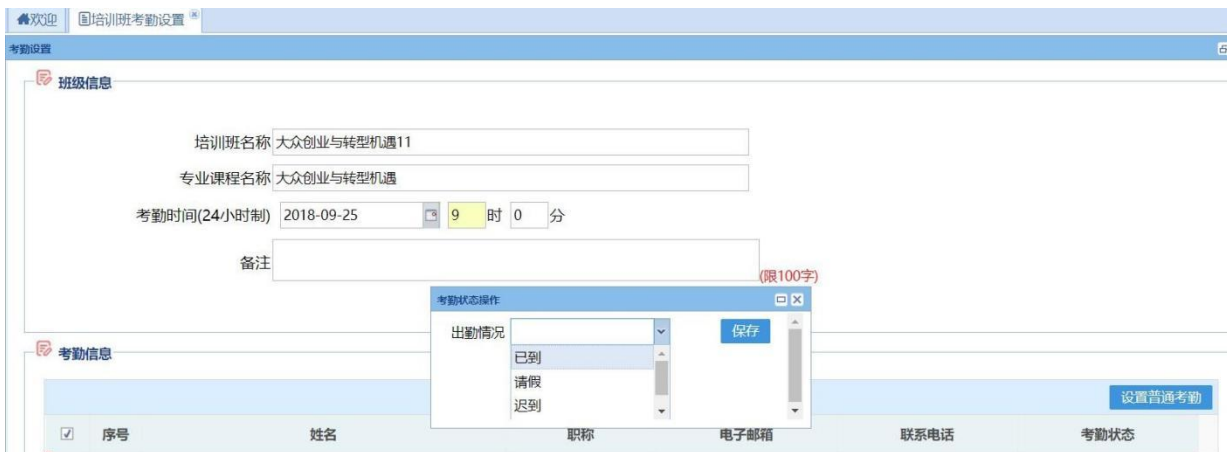 欢迎 培训班考勤设置
考勤设置
班级信息
培训班名称 大众创业与转型机遇11
专业课程名称 大众创业与转型机遇
考勤时间(24小时制) 2018-09-25 9 时 0 分
备注
(限100字)
考勤状态操作
出勤情况 保存
已到
请假
迟到
考勤信息
设置普通考勤
序号 姓名 职称 电子邮箱 联系电话 考勤状态